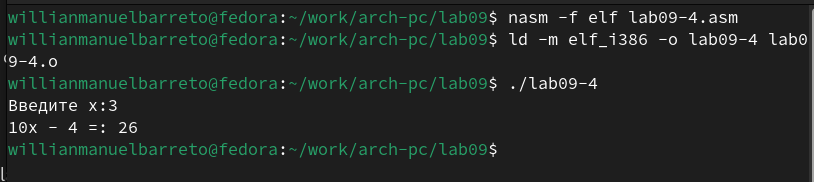 willianmanuelbarreto@fedora:~/work/arch-pc/lab09$ nasm -f elf lab09-4.asm
willianmanuelbarreto@fedora:~/work/arch-pc/lab09$ ld -m elf_i386 -o lab09-4 lab0
9-4.o
willianmanuelbarreto@fedora:~/work/arch-pc/lab09$ ./lab09-4
Введите x:3
10x - 4 =: 26
willianmanuelbarreto@fedora:~/work/arch-pc/lab09$